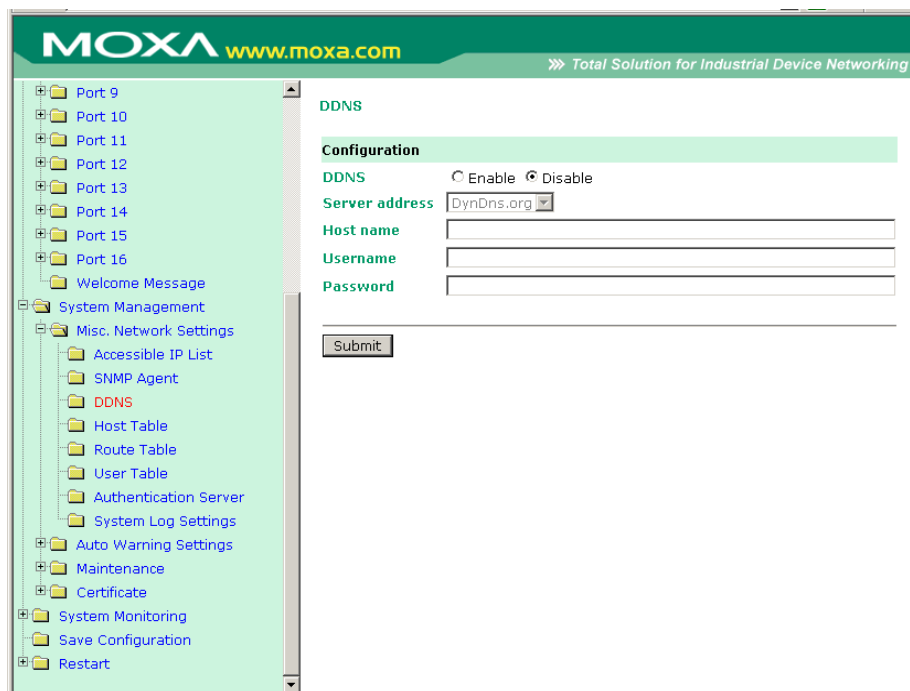 MOXA www.moxa.com
Total Solution for Industrial Device Networking
Port 9
Port 10
Port 11
Port 12
Port 13
Port 14
Port 15
Port 16
Welcome Message
System Management
Misc. Network Settings
Accessible IP List
SNMP Agent
DDNS
Host Table
Route Table
User Table
Authentication Server
System Log Settings
Auto Warning Settings
Maintenance
Certificate
System Monitoring
Save Configuration
Restart
DDNS
Configuration
DDNS Enable Disable
Server address DynDns.org
Host name
Username
Password
Submit